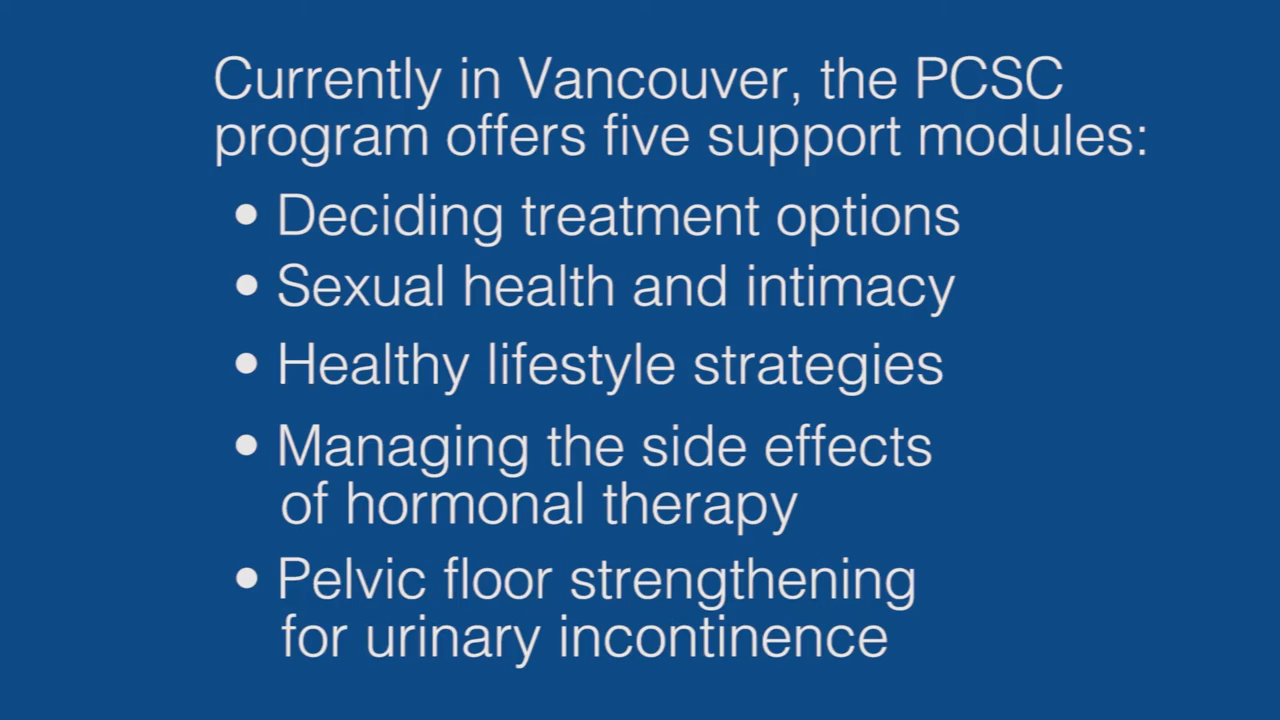 Currently in Vancouver, the PCSC
program offers five support modules:
• Deciding treatment options
• Sexual health and intimacy
• Healthy lifestyle strategies
• Managing the side effects
of hormonal therapy
• Pelvic floor strengthening
for urinary incontinence